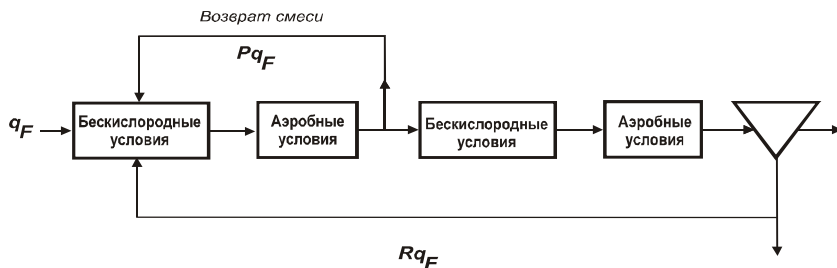 Возврат смеси
Pq_F
q_F
Бескислородные
условия
Аэробные
условия
Бескислородные
условия
Аэробные
условия
Rq_F